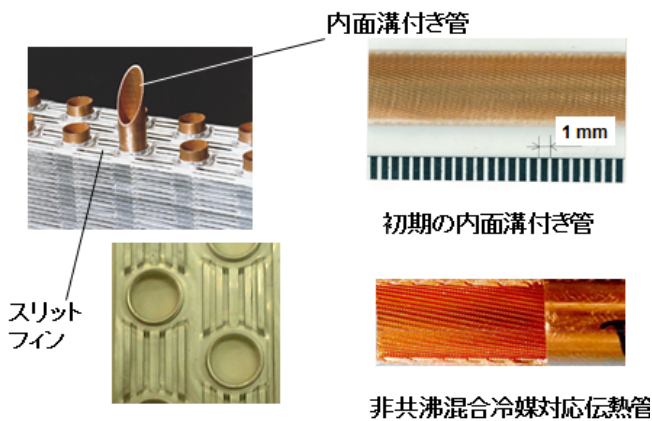 内面溝付き管
1 mm
初期の内面溝付き管
スリット
フィン
非共沸混合冷媒対応伝熱管